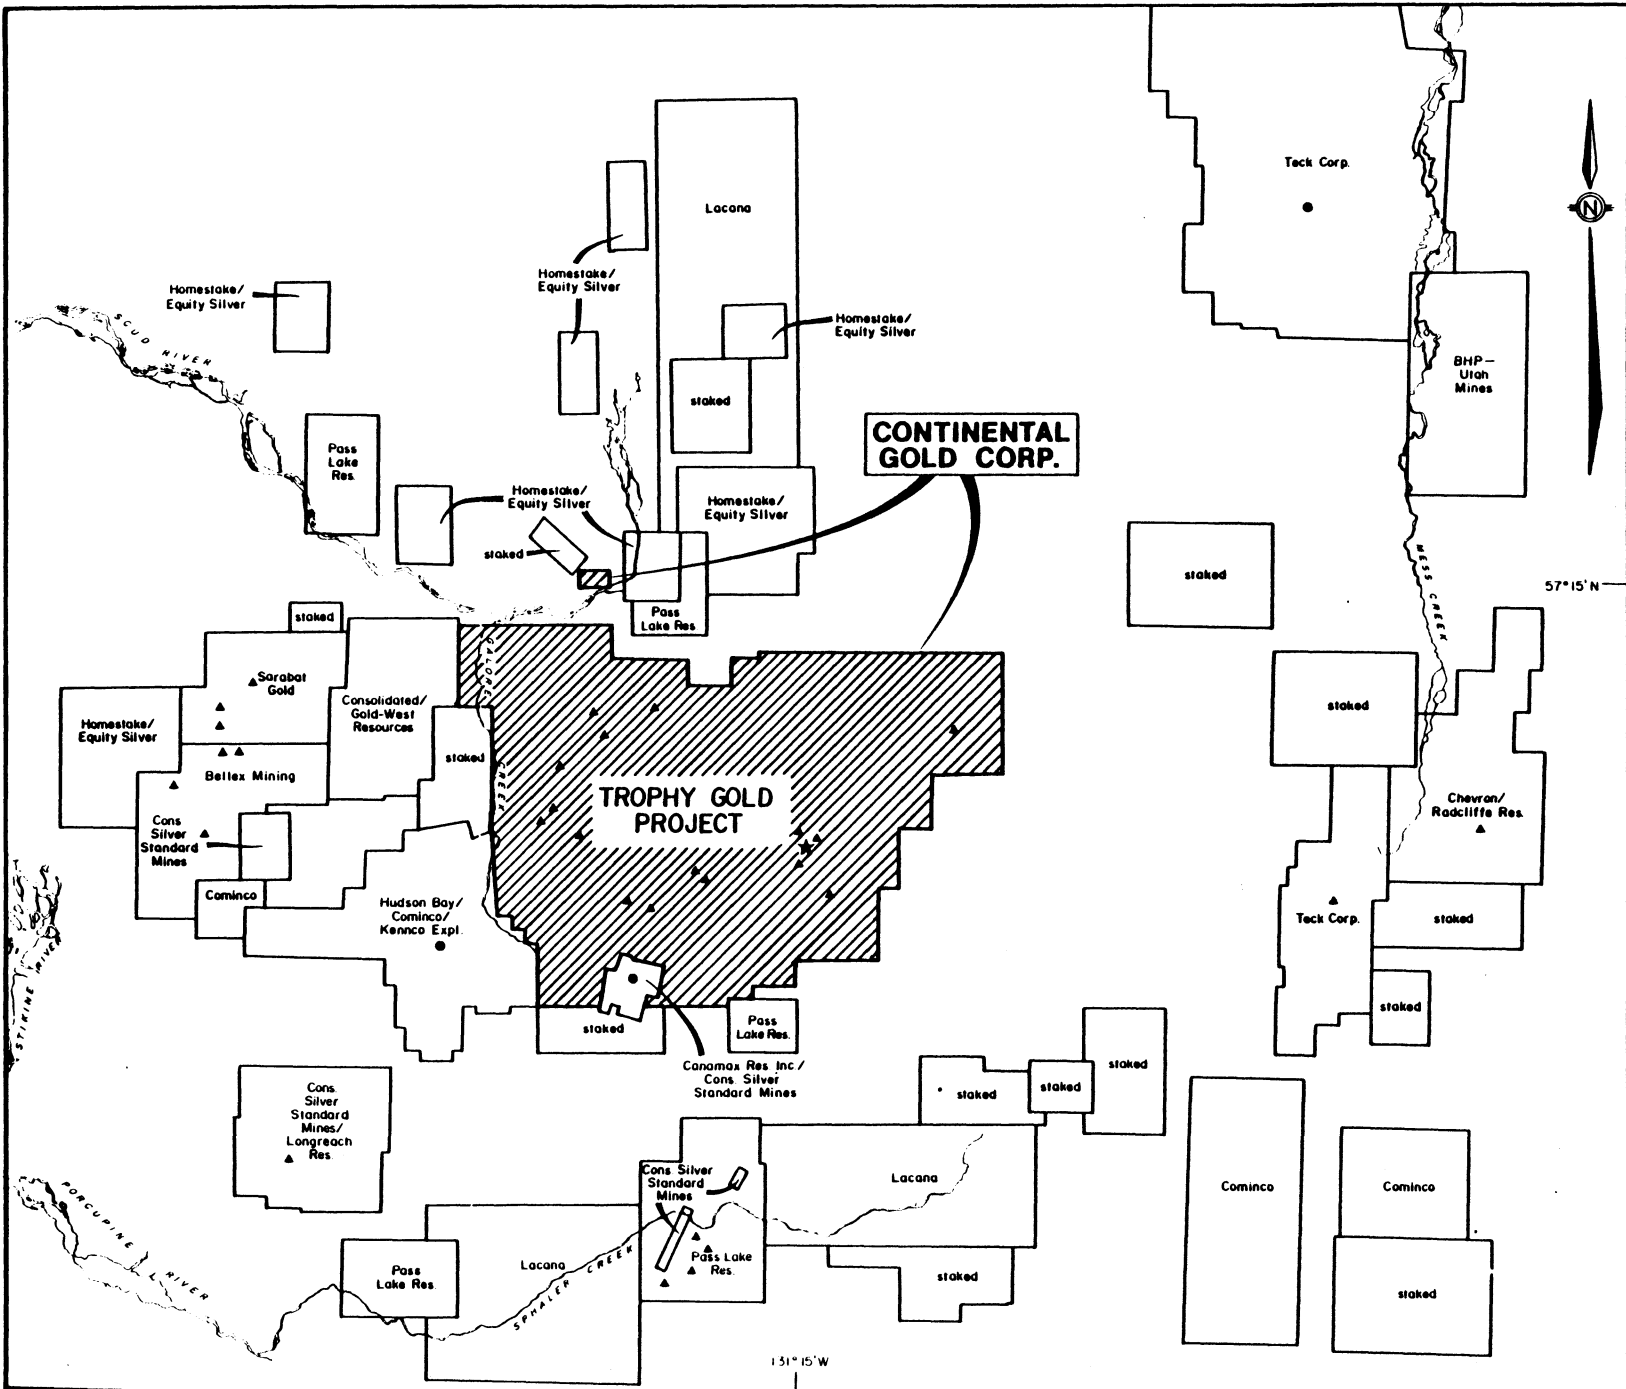 Teck Corp.
N
Lacana
Homestake/
Equity Silver
Homestake/
Equity Silver
Homestake/
Equity Silver
SCUD RIVER
BHP –
Utah
Mines
staked
CONTINENTAL
GOLD CORP.
Pass
Lake
Res.
Homestake/
Equity Silver
Homestake/
Equity Silver
staked
staked
MESS CREEK
57°15'N
Pass
Lake Res
staked
GALORE CREEK
Sarabat
Gold
Consolidated/
Gold-West
Resources
Homestake/
Equity Silver
staked
staked
Bellex Mining
TROPHY GOLD
PROJECT
Chevron/
Radcliffe Res.
Cons
Silver
Standard
Mines
Cominco
Hudson Bay/
Cominco/
Kennco Expl.
Teck Corp.
staked
STIKINE RIVER
staked
staked
Pass
Lake Res.
Canamax Res Inc./
Cons. Silver
Standard Mines
staked
staked
staked
Cons.
Silver
Standard
Mines/
Longreach
Res.
Cons Silver
Standard
Mines
Lacana
Cominco
Cominco
PORCUPINE RIVER
Pass
Lake Res.
Lacana
SPHALER CREEK
Pass Lake
Res.
staked
staked
131°15'W